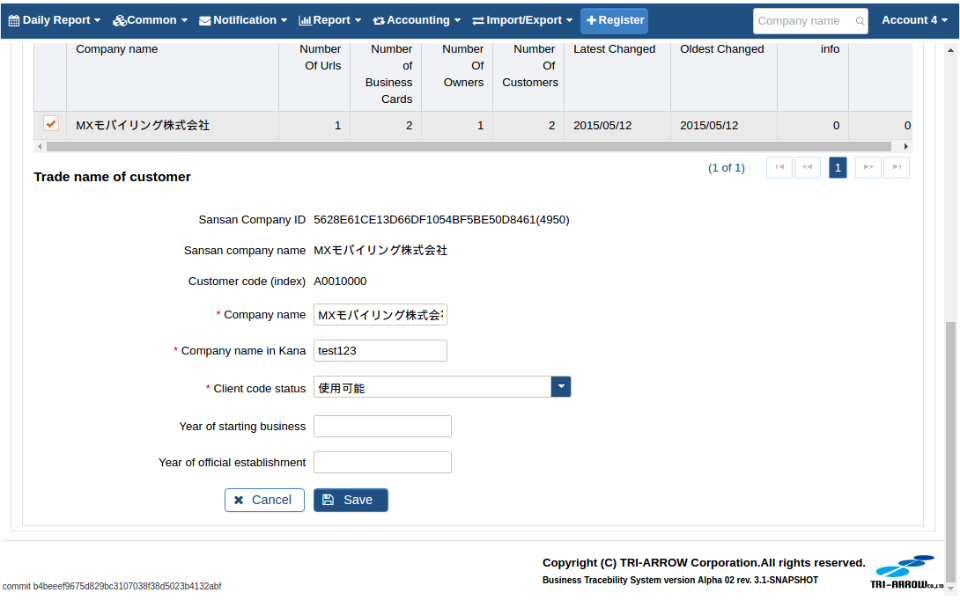 Daily Report Common Notification Report Accounting Import/Export Register Company name Account 4
Company name Number Of Urls Number of Business Cards Number Of Owners Number Of Customers Latest Changed Oldest Changed info
MXモバイリング株式会社 1 2 1 2 2015/05/12 2015/05/12 0 0
(1 of 1) 1
Trade name of customer
Sansan Company ID 5628E61CE13D66DF1054BF5BE50D8461(4950)
Sansan company name MXモバイリング株式会社
Customer code (index) A0010000
* Company name MXモバイリング株式会社
* Company name in Kana test123
* Client code status 使用可能
Year of starting business
Year of official establishment
Cancel Save
Copyright (C) TRI-ARROW Corporation.All rights reserved.
Business Tracebility System version Alpha 02 rev. 3.1-SNAPSHOT
TRI-ARROW Co.,LTD
commit b4beeef9675d829bc3107038f38d5023b4132abf